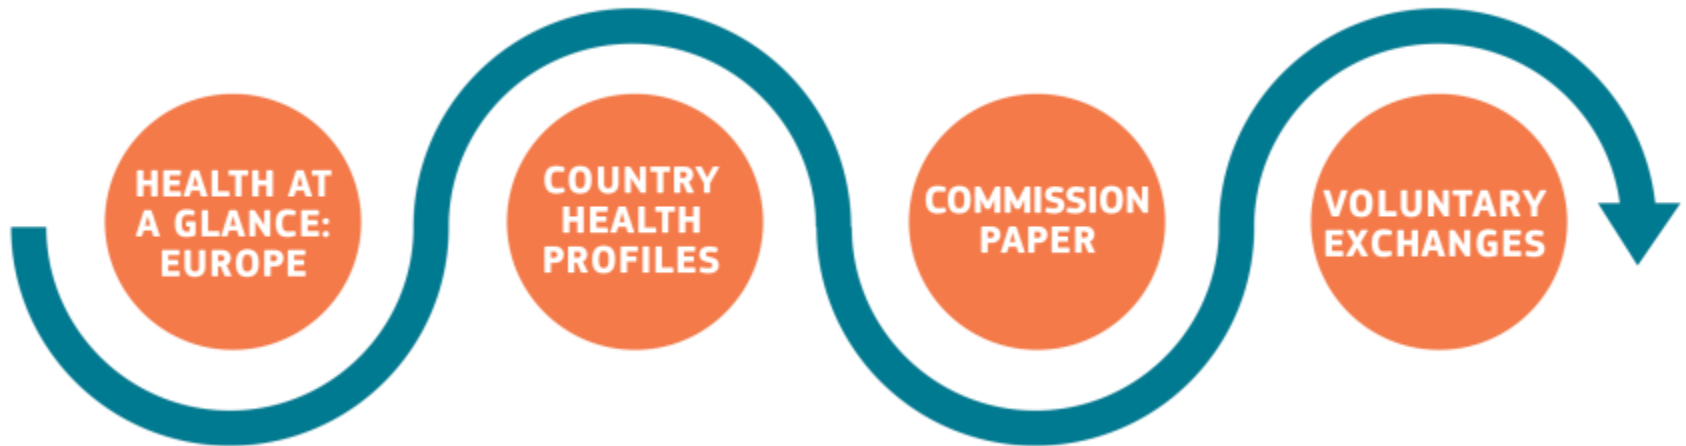 HEALTH AT
A GLANCE:
EUROPE
COUNTRY
HEALTH
PROFILES
COMMISSION
PAPER
VOLUNTARY
EXCHANGES